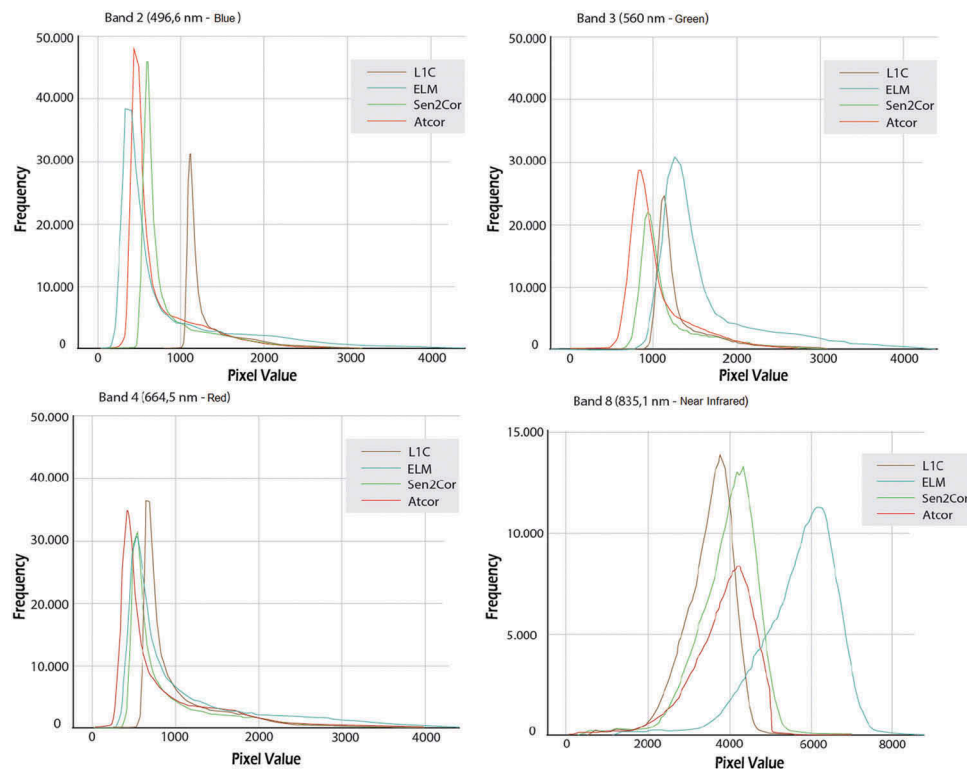 Band 2 (496,6 nm - Blue)
50.000
40.000
30.000
20.000
10.000
0
Frequency
L1C
ELM
Sen2Cor
Atcor
0 1000 2000 3000 4000
Pixel Value
Band 3 (560 nm - Green)
50.000
40.000
30.000
20.000
10.000
0
Frequency
L1C
ELM
Sen2Cor
Atcor
0 1000 2000 3000 4000
Pixel Value
Band 4 (664,5 nm - Red)
50.000
40.000
30.000
20.000
10.000
0
Frequency
L1C
ELM
Sen2Cor
Atcor
0 1000 2000 3000 4000
Pixel Value
Band 8 (835,1 nm - Near Infrared)
15.000
10.000
5.000
0
Frequency
L1C
ELM
Sen2Cor
Atcor
0 2000 4000 6000 8000
Pixel Value